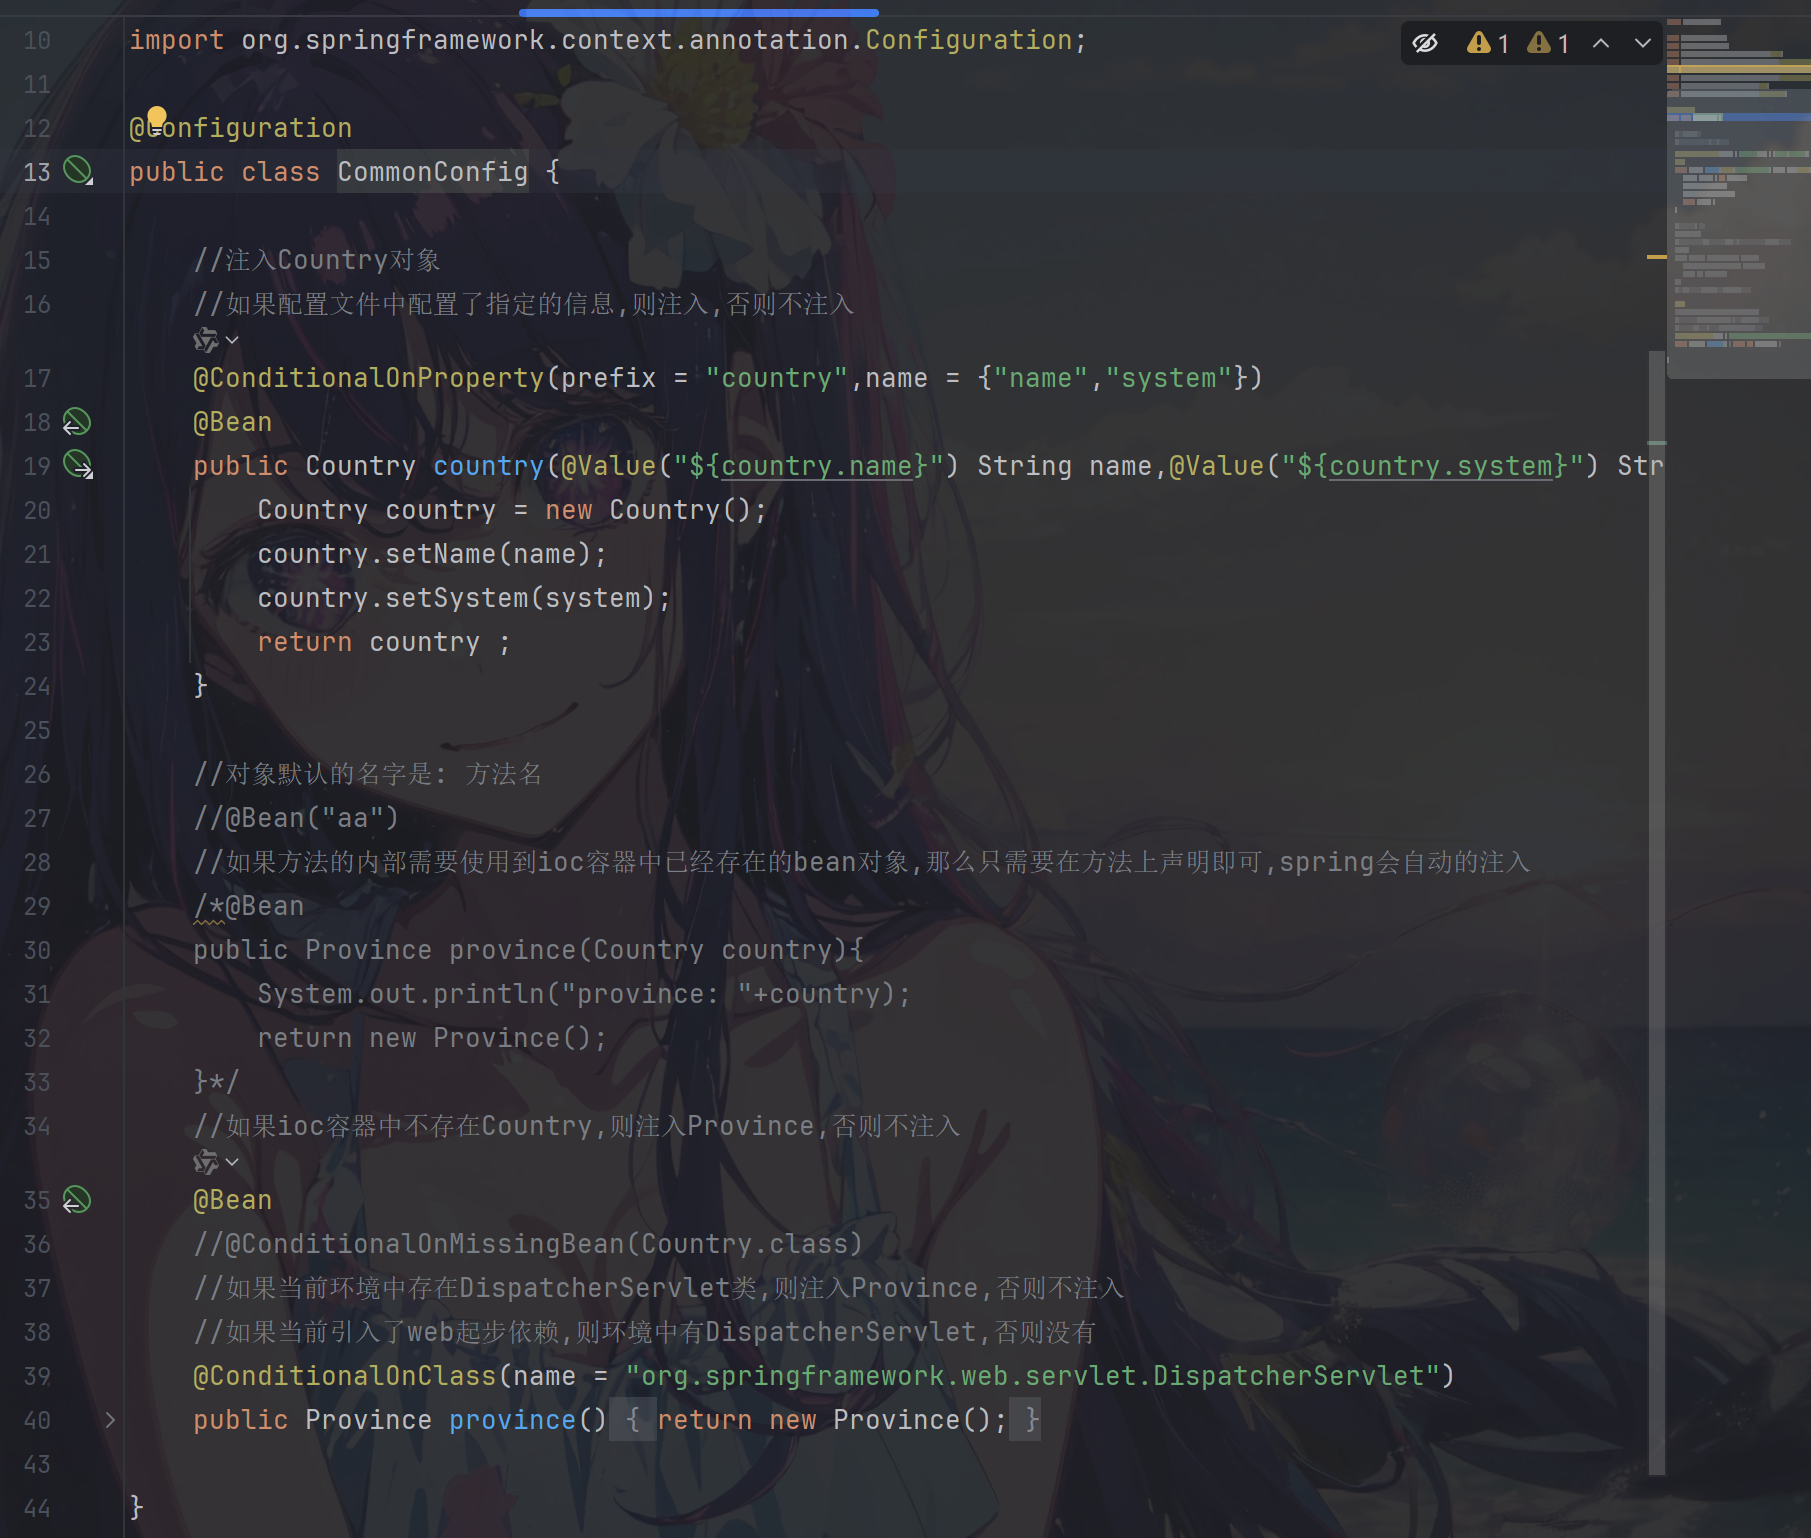 10 import org.springframework.context.annotation.Configuration;
1 1
11
12 @Configuration
13 public class CommonConfig {
14
15 //注入Country对象
16 //如果配置文件中配置了指定的信息,则注入,否则不注入
17 @ConditionalOnProperty(prefix = "country",name = {"name","system"})
18 @Bean
19 public Country country(@Value("${country.name}") String name,@Value("${country.system}") Str
20 Country country = new Country();
21 country.setName(name);
22 country.setSystem(system);
23 return country ;
24 }
25
26 //对象默认的名字是: 方法名
27 //@Bean("aa")
28 //如果方法的内部需要使用到ioc容器中已经存在的bean对象,那么只需要在方法上声明即可,spring会自动的注入
29 /*@Bean
30 public Province province(Country country){
31 System.out.println("province: "+country);
32 return new Province();
33 }*/
34 //如果ioc容器中不存在Country,则注入Province,否则不注入
35 @Bean
36 //@ConditionalOnMissingBean(Country.class)
37 //如果当前环境中存在DispatcherServlet类,则注入Province,否则不注入
38 //如果当前引入了web起步依赖,则环境中有DispatcherServlet,否则没有
39 @ConditionalOnClass(name = "org.springframework.web.servlet.DispatcherServlet")
40 public Province province() { return new Province(); }
43
44 }